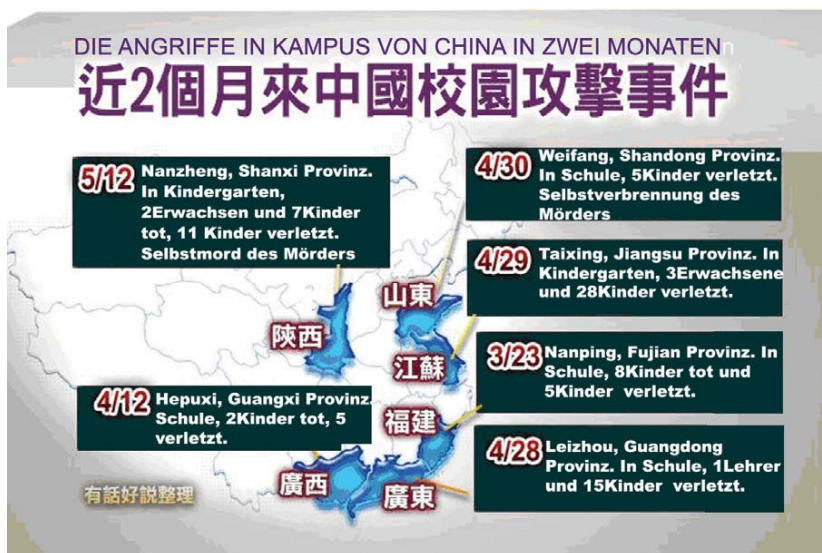 DIE ANGRIFFE IN KAMPUS VON CHINA IN ZWEI MONATEN
近2個月來中國校園攻擊事件
5/12 Nanzheng, Shanxi Provinz.
In Kindergarten,
2Erwachsen und 7Kinder
tot, 11 Kinder verletzt.
Selbstmord des Mörders
4/30 Weifang, Shandong Provinz.
In Schule, 5Kinder verletzt.
Selbstverbrennung des
Mörders
4/29 Taixing, Jiangsu Provinz. In
Kindergarten, 3Erwachsene
und 28Kinder verletzt.
山東
陝西
江蘇
3/23 Nanping, Fujian Provinz. In
Schule, 8Kinder tot und
5Kinder verletzt.
4/12 Hepuxi, Guangxi Provinz.
Schule, 2Kinder tot, 5
verletzt.
福建
4/28 Leizhou, Guangdong
Provinz. In Schule, 1Lehrer
und 15Kinder verletzt.
廣西
廣東
有話好説整理